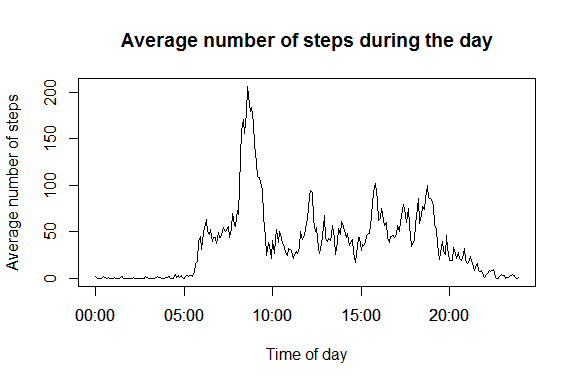 Average number of steps during the day
Average number of steps
200
150
100
50
0
00:00 05:00 10:00 15:00 20:00
Time of day